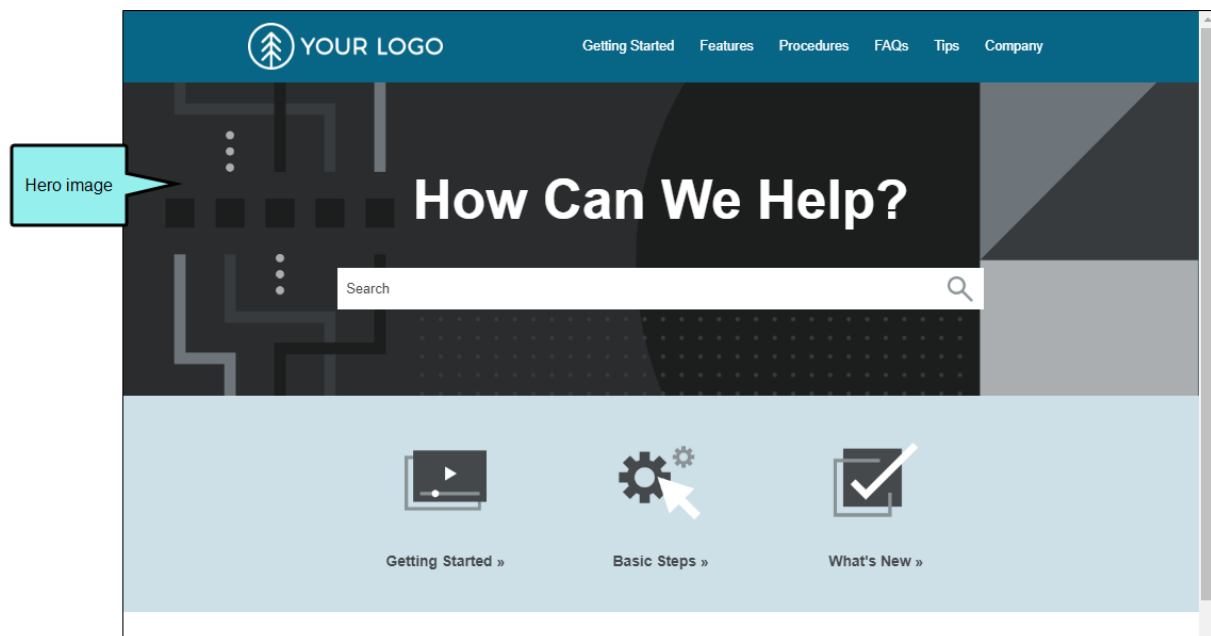 YOUR LOGO
Getting Started Features Procedures FAQs Tips Company
Hero image
How Can We Help?
Search
Getting Started » Basic Steps » What's New »